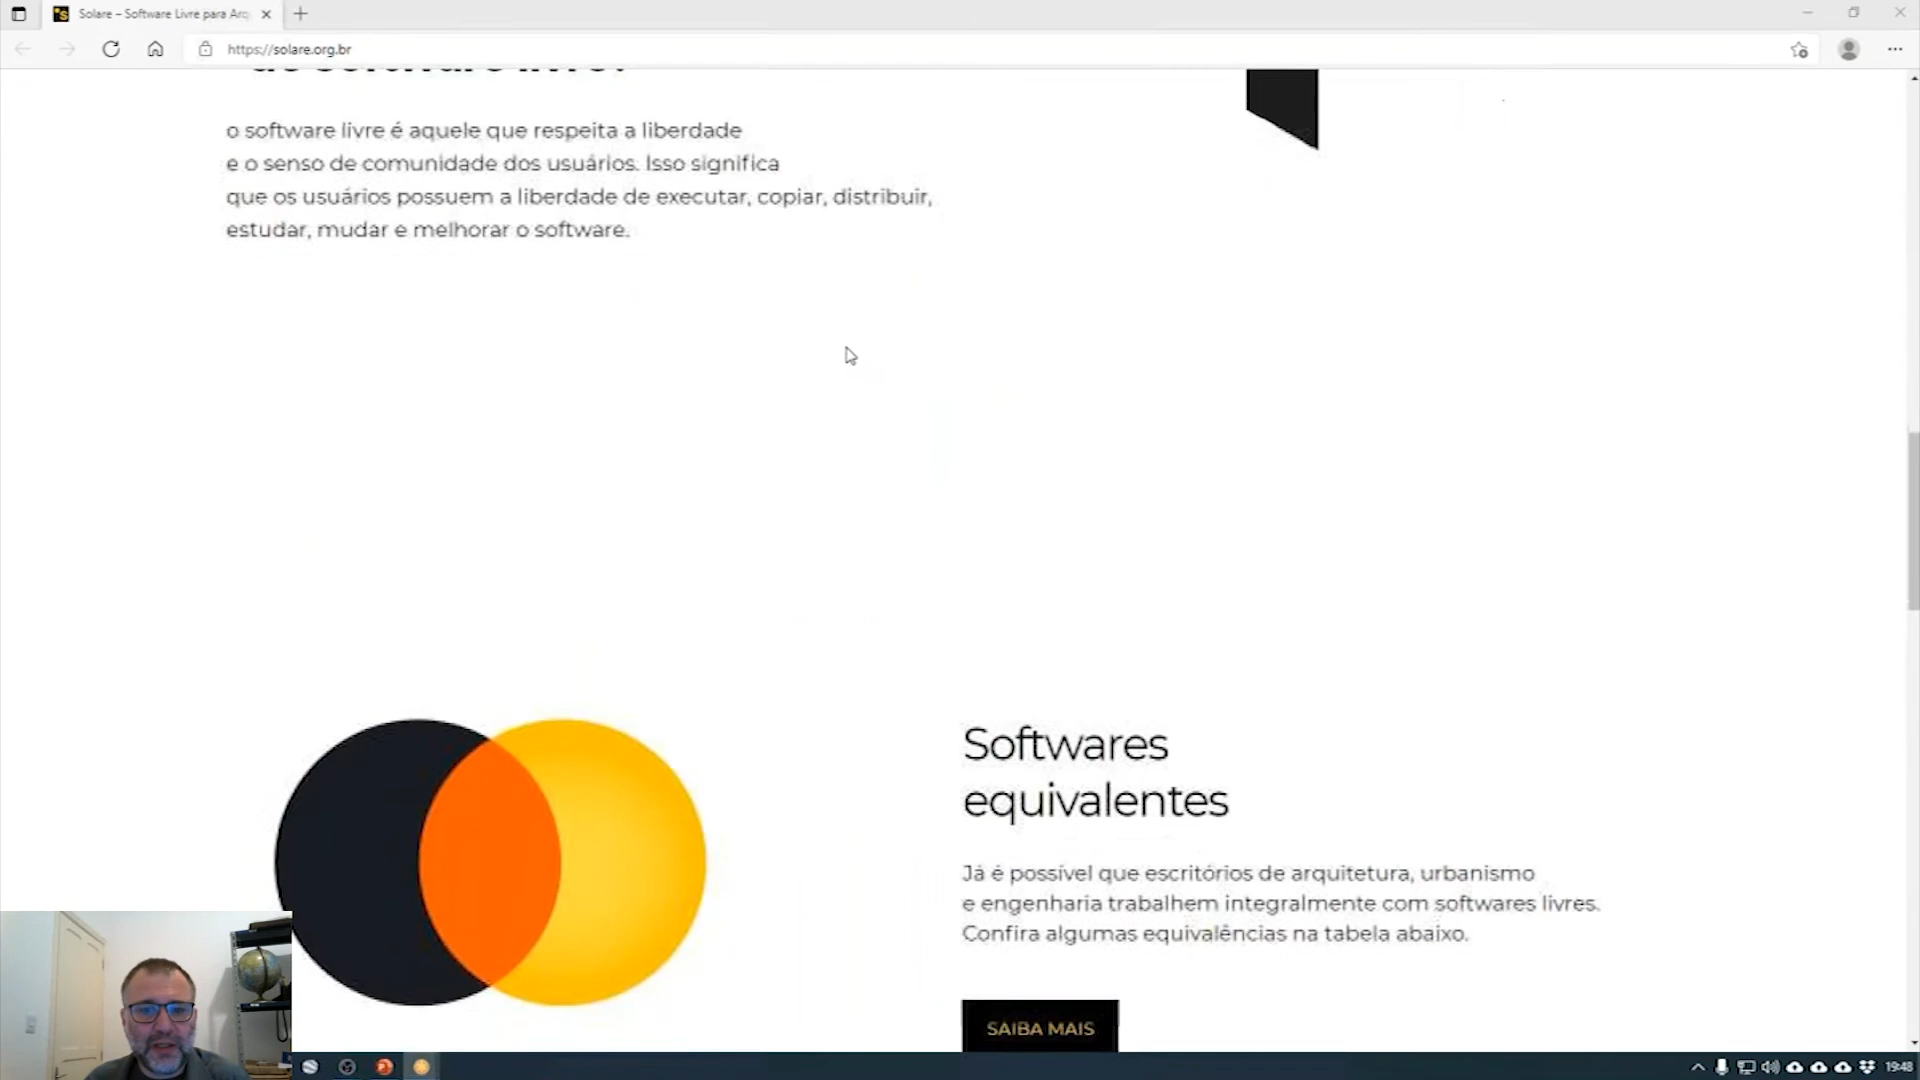 Solare – Software Livre para Arq
https://solare.org.br
de software livre?
o software livre é aquele que respeita a liberdade
e o senso de comunidade dos usuários. Isso significa
que os usuários possuem a liberdade de executar, copiar, distribuir,
estudar, mudar e melhorar o software.
Softwares
equivalentes
Já é possível que escritórios de arquitetura, urbanismo
e engenharia trabalhem integralmente com softwares livres.
Confira algumas equivalências na tabela abaixo.
SAIBA MAIS
19:48